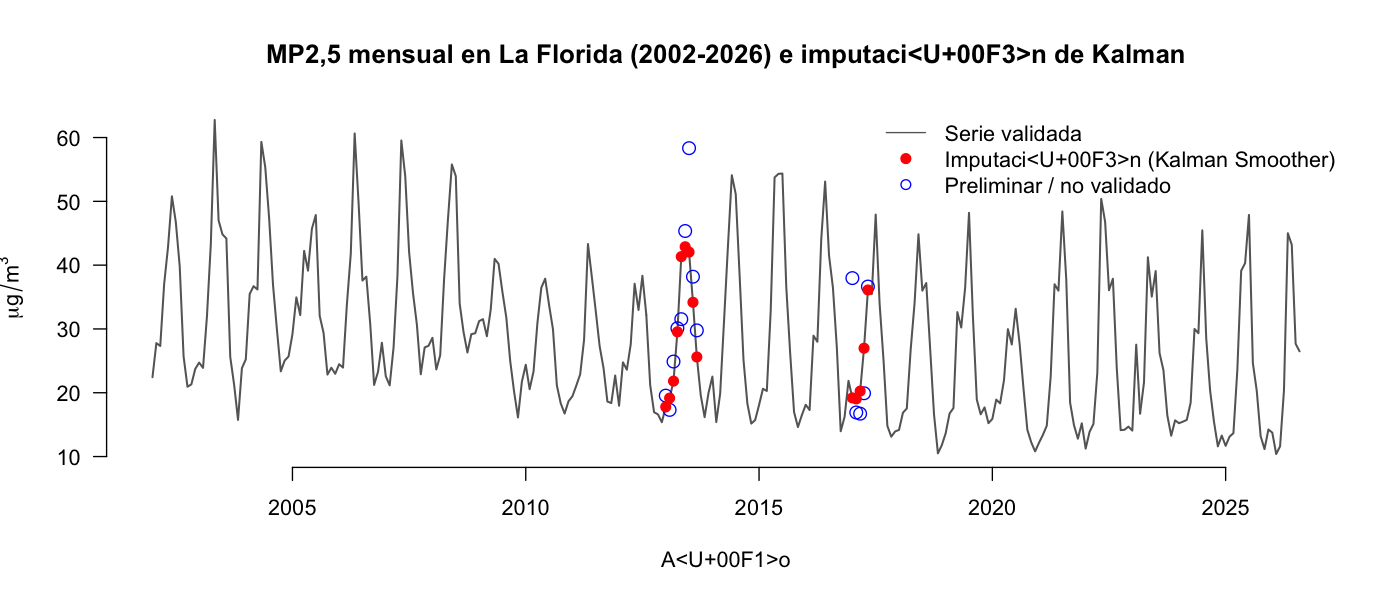 MP2,5 mensual en La Florida (2002-2026) e imputaci<U+00F3>n de Kalman
Serie validada
Imputaci<U+00F3>n (Kalman Smoother)
Preliminar / no validado
μg/m³
60
50
40
30
20
10
2005
2010
2015
2020
2025
A<U+00F1>o